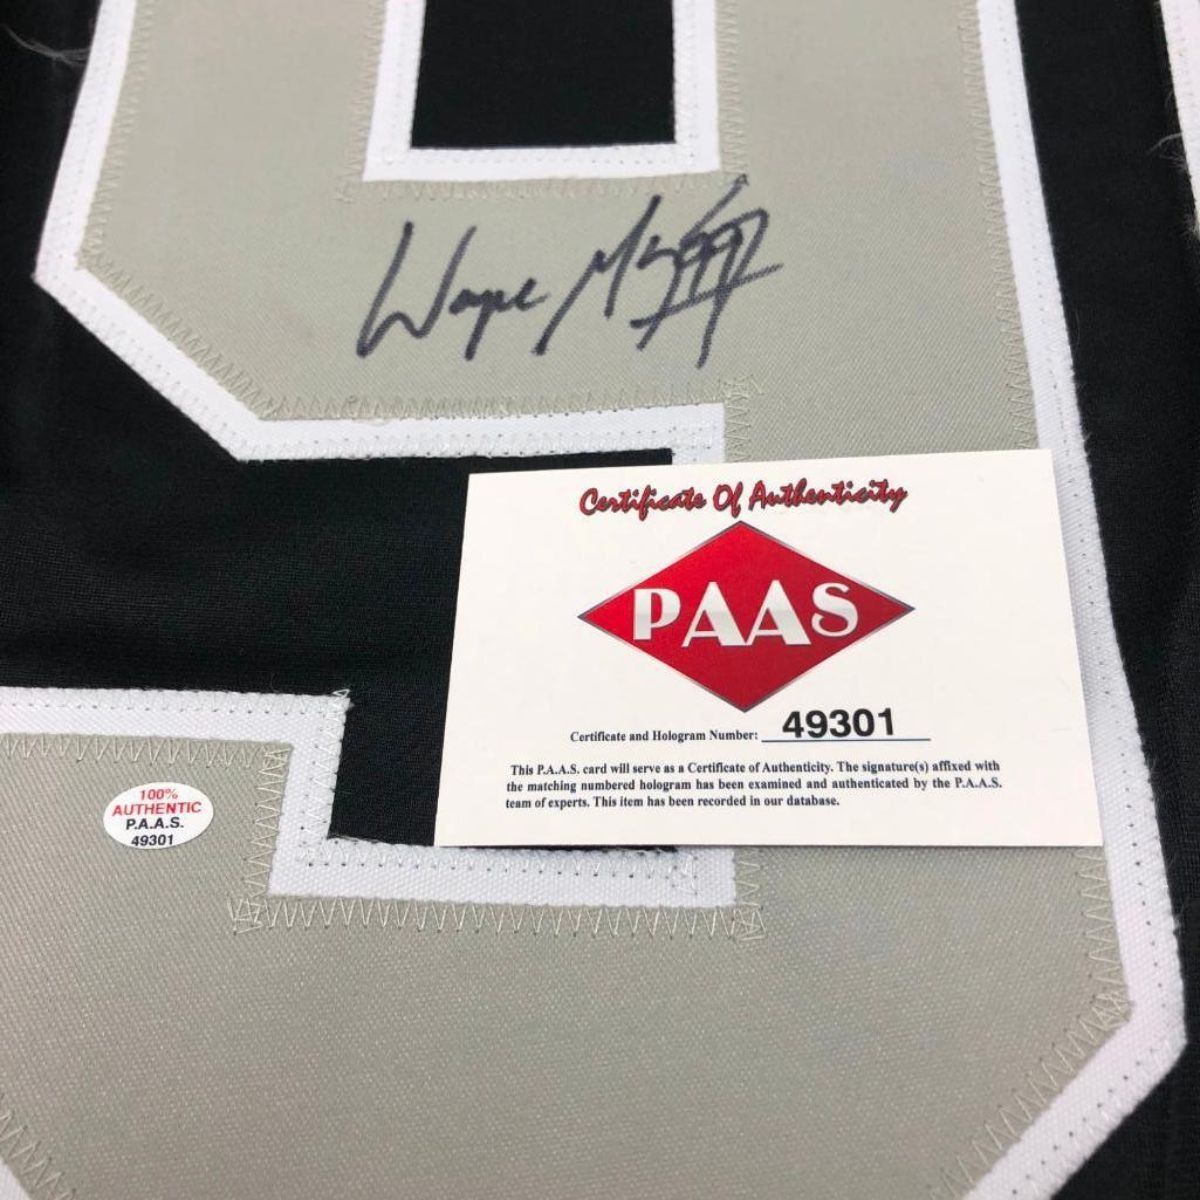 Wayne
Certificate Of Authenticity
PAAS
Certificate and Hologram Number: 49301
This P.A.A.S. card will serve as a Certificate of Authenticity. The signature(s) affixed with
the matching numbered hologram has been examined and authenticated by the P.A.A.S.
team of experts. This item has been recorded in our database.
100%
AUTHENTIC
P.A.A.S.
49301